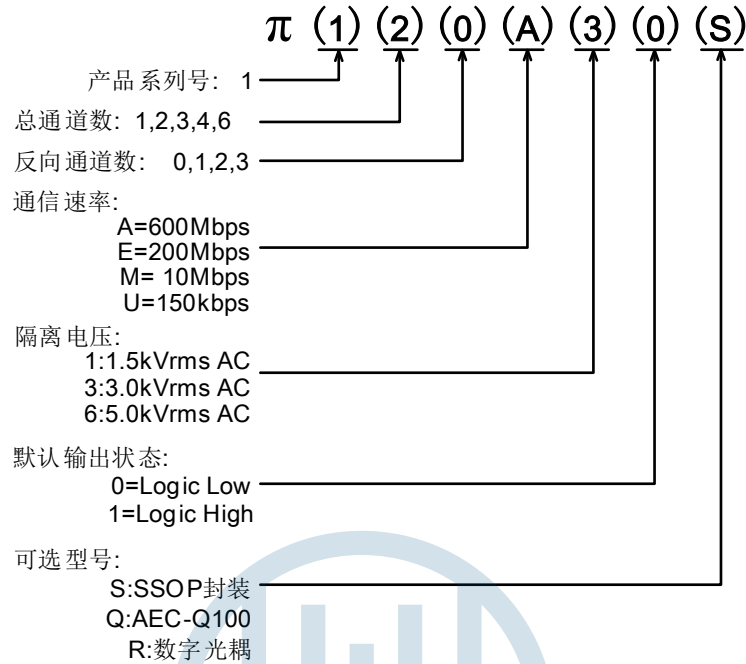 π (1) (2) (0) (A) (3) (0) (S)
产品系列号: 1
总通道数: 1,2,3,4,6
反向通道数: 0,1,2,3
通信速率:
A=600Mbps
E=200Mbps
M= 10Mbps
U=150kbps
隔离电压:
1:1.5kVrms AC
3:3.0kVrms AC
6:5.0kVrms AC
默认输出状态:
0=Logic Low
1=Logic High
可选型号:
S:SSOP封装
Q:AEC-Q100
R:数字光耦